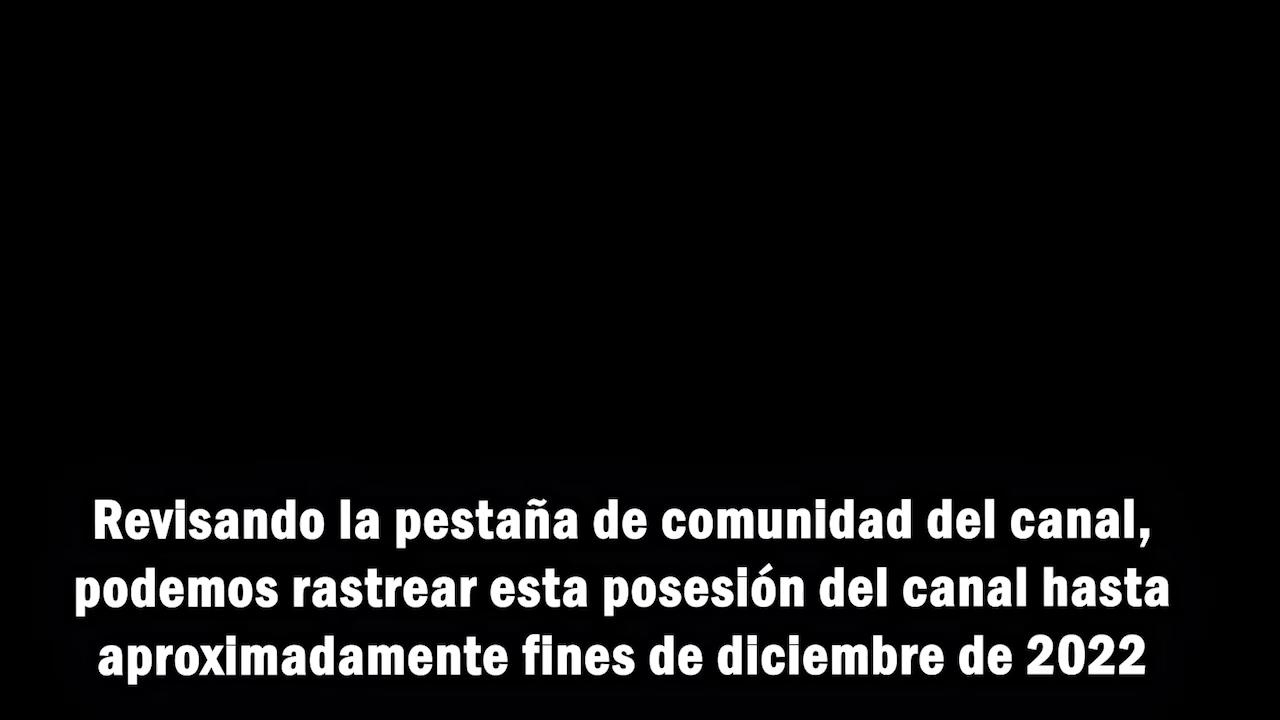 Revisando la pestaña de comunidad del canal,
podemos rastrear esta posesión del canal hasta
aproximadamente fines de diciembre de 2022